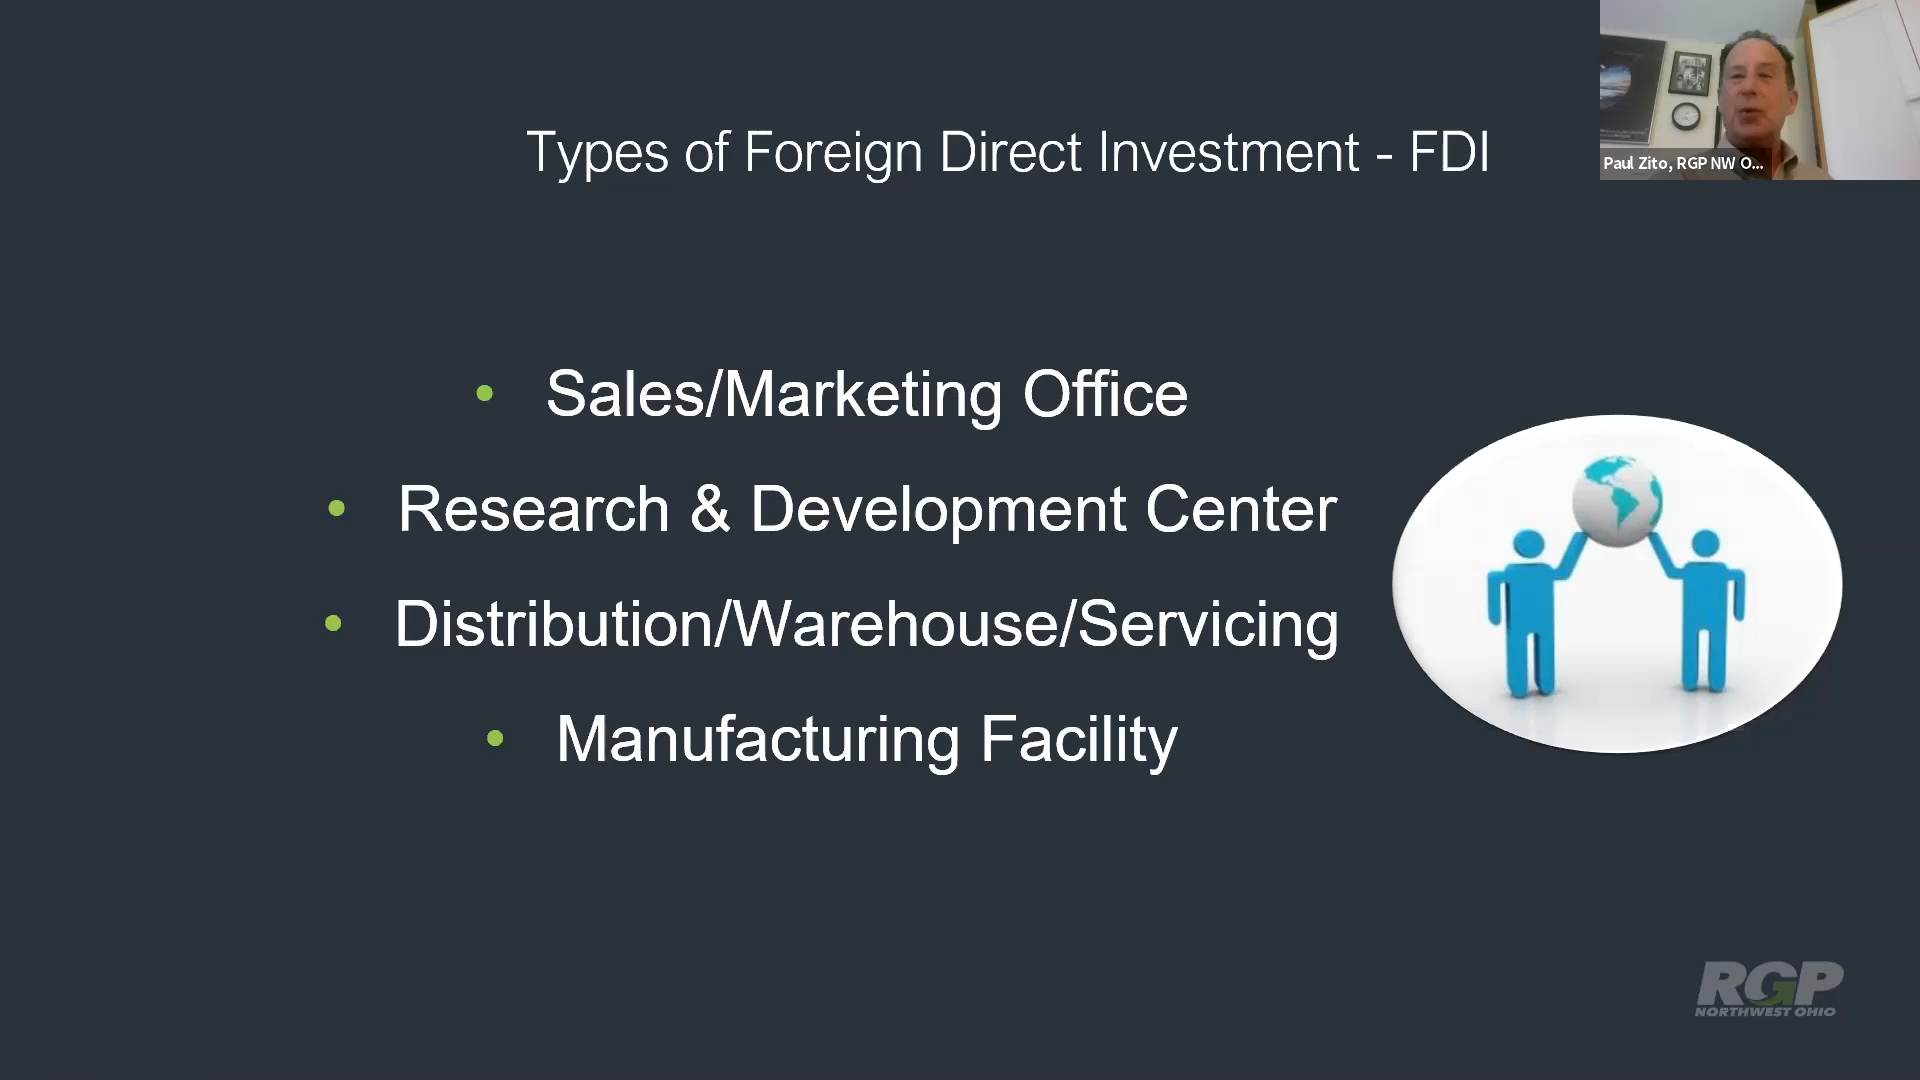 Types of Foreign Direct Investment - FDI
Paul Zito, RGP NW O...
• Sales/Marketing Office
• Research & Development Center
• Distribution/Warehouse/Servicing
• Manufacturing Facility
RGP
NORTHWEST OHIO